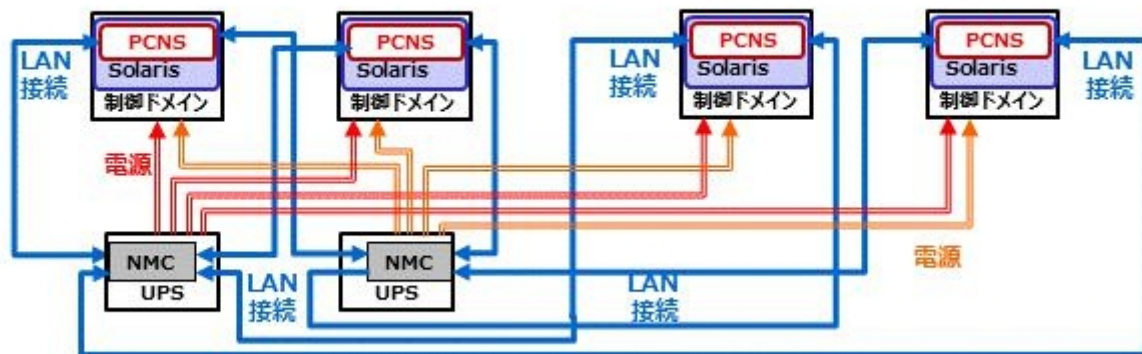 PCNS
Solaris
制御ドメイン
PCNS
Solaris
制御ドメイン
PCNS
Solaris
制御ドメイン
PCNS
Solaris
制御ドメイン
LAN
接続
LAN
接続
LAN
接続
電源
電源
NMC
UPS
NMC
UPS
LAN
接続
LAN
接続